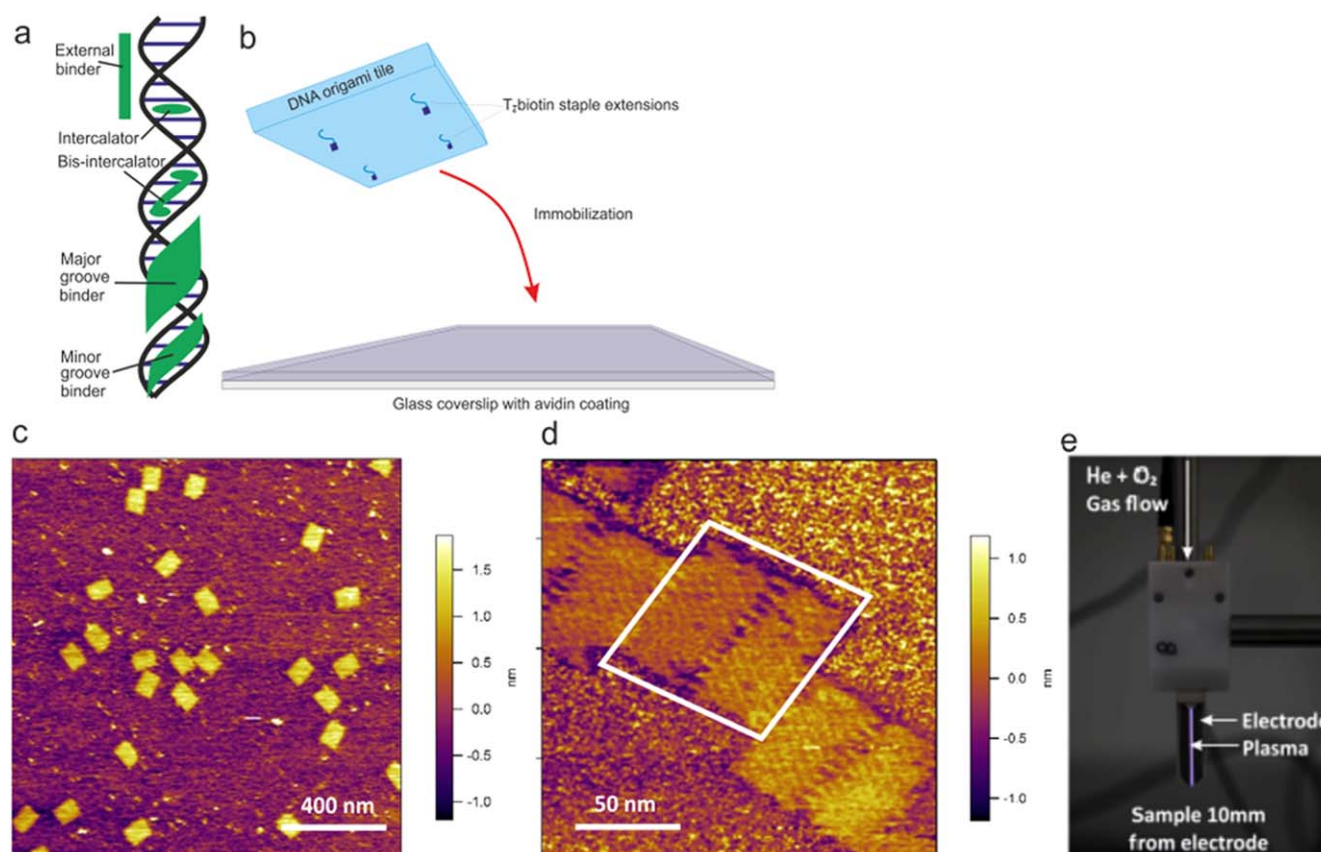 a
External
binder
Intercalator
Bis-intercalator
Major
groove
binder
Minor
groove
binder
b
DNA origami tile
T₇biotin staple extensions
Immobilization
Glass coverslip with avidin coating
c
400 nm
1.5
1.0
0.5
0.0
-0.5
-1.0
nm
d
50 nm
1.0
0.5
0.0
-0.5
-1.0
nm
e
He + O₂
Gas flow
Electrode
Plasma
Sample 10mm
from electrode